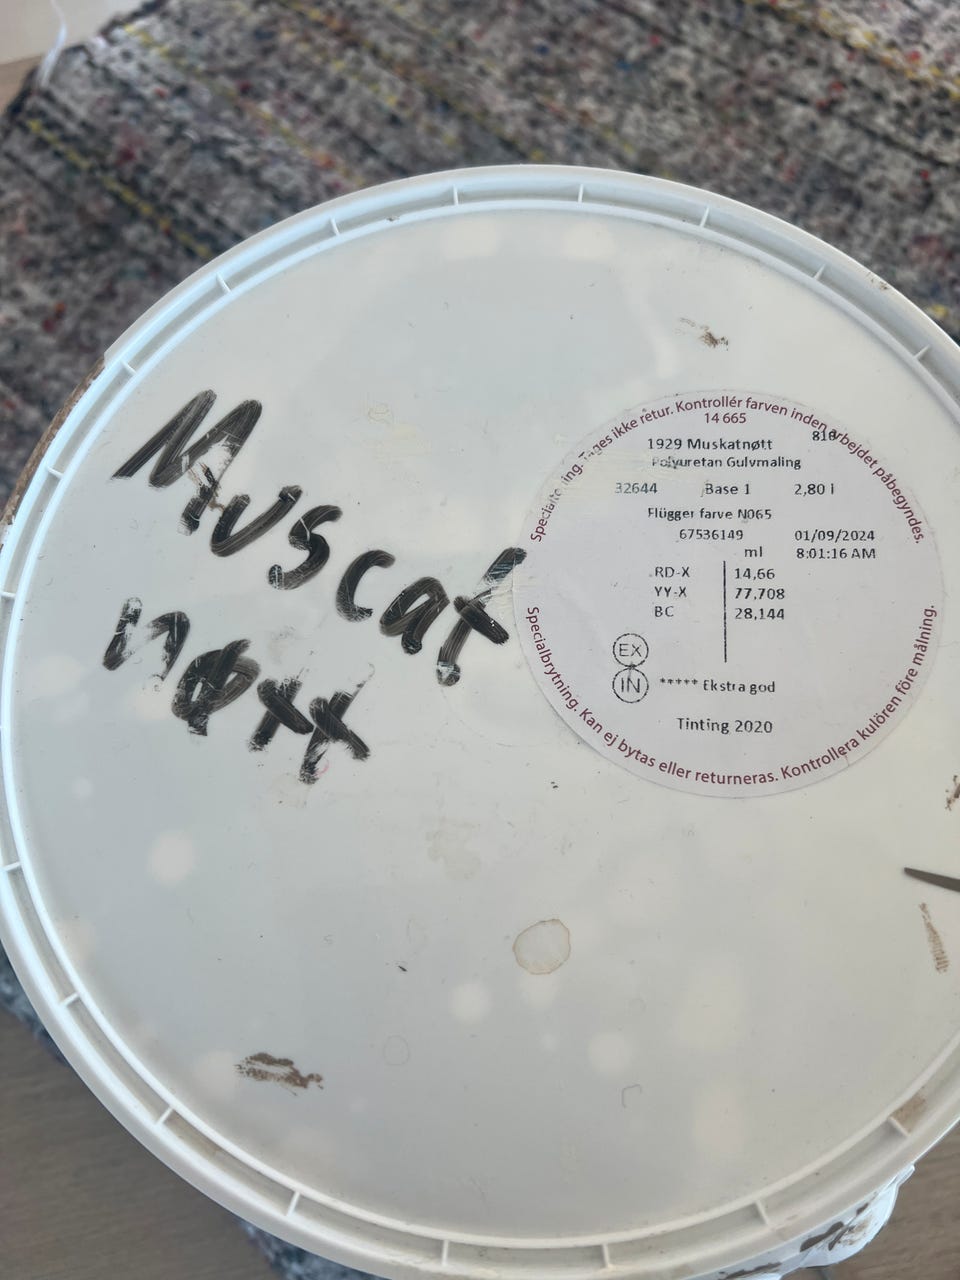 Muscat
nøtt
Specialtoning. Tages ikke retur. Kontrollér farven inden arbejdet påbegyndes.
14 665
816
1929 Muskatnøtt
Polyuretan Gulvmaling
32644 Base 1 2,80 l
Flügger farve N065
67536149 01/09/2024
ml 8:01:16 AM
RD-X 14,66
YY-X 77,708
BC 28,144
EX
IN ***** Ekstra god
Tinting 2020
Specialbrytning. Kan ej bytas eller returneras. Kontrollera kulören före målning.